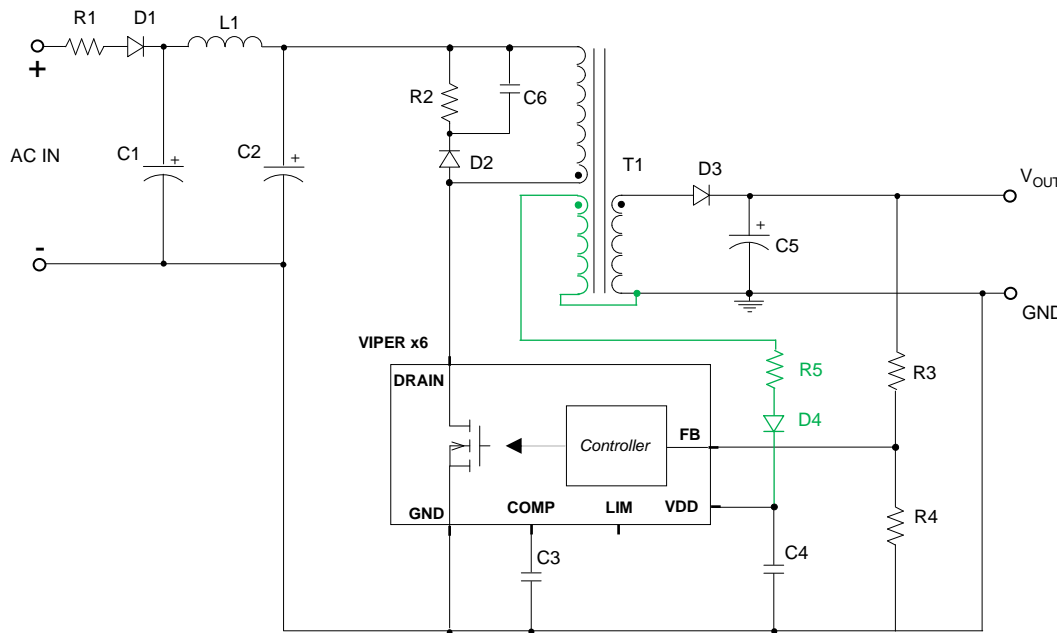 R1
D1
L1
+
AC IN
C1
+
C2
+
-
R2
C6
D2
T1
D3
V_OUT
+
C5
GND
VIPER x6
DRAIN
R5
R3
D4
Controller
FB
GND
COMP
LIM
VDD
R4
C3
C4